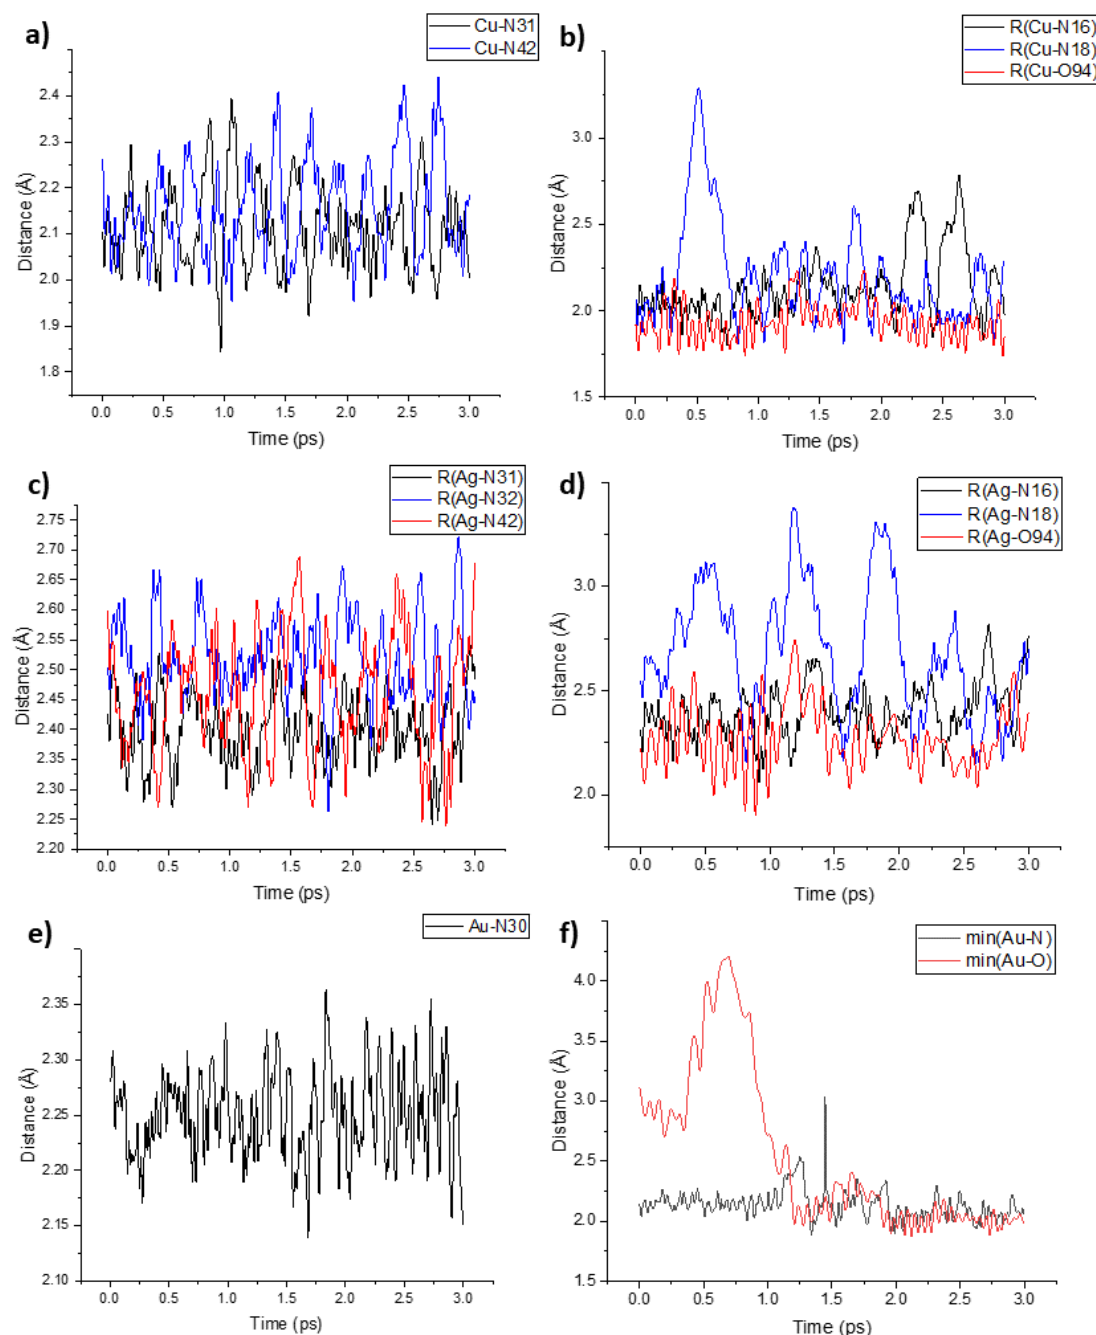 a)
Cu-N31
Cu-N42
2.4
2.3
2.2
2.1
2.0
1.9
1.8
Distance (Å)
0.0 0.5 1.0 1.5 2.0 2.5 3.0
Time (ps)
b)
R(Cu-N16)
R(Cu-N18)
R(Cu-O94)
3.5
3.0
2.5
2.0
1.5
Distance (Å)
0.0 0.5 1.0 1.5 2.0 2.5 3.0
Time (ps)
c)
R(Ag-N31)
R(Ag-N32)
R(Ag-N42)
2.75
2.70
2.65
2.60
2.55
2.50
2.45
2.40
2.35
2.30
2.25
2.20
Distance (Å)
0.0 0.5 1.0 1.5 2.0 2.5 3.0
Time (ps)
d)
R(Ag-N16)
R(Ag-N18)
R(Ag-O94)
3.0
2.5
2.0
Distance (Å)
0.0 0.5 1.0 1.5 2.0 2.5 3.0
Time (ps)
e)
Au-N30
2.35
2.30
2.25
2.20
2.15
2.10
Distance (Å)
0.0 0.5 1.0 1.5 2.0 2.5 3.0
Time (ps)
f)
min(Au-N)
min(Au-O)
4.0
3.5
3.0
2.5
2.0
1.5
Distance (Å)
0.0 0.5 1.0 1.5 2.0 2.5 3.0
Time (ps)